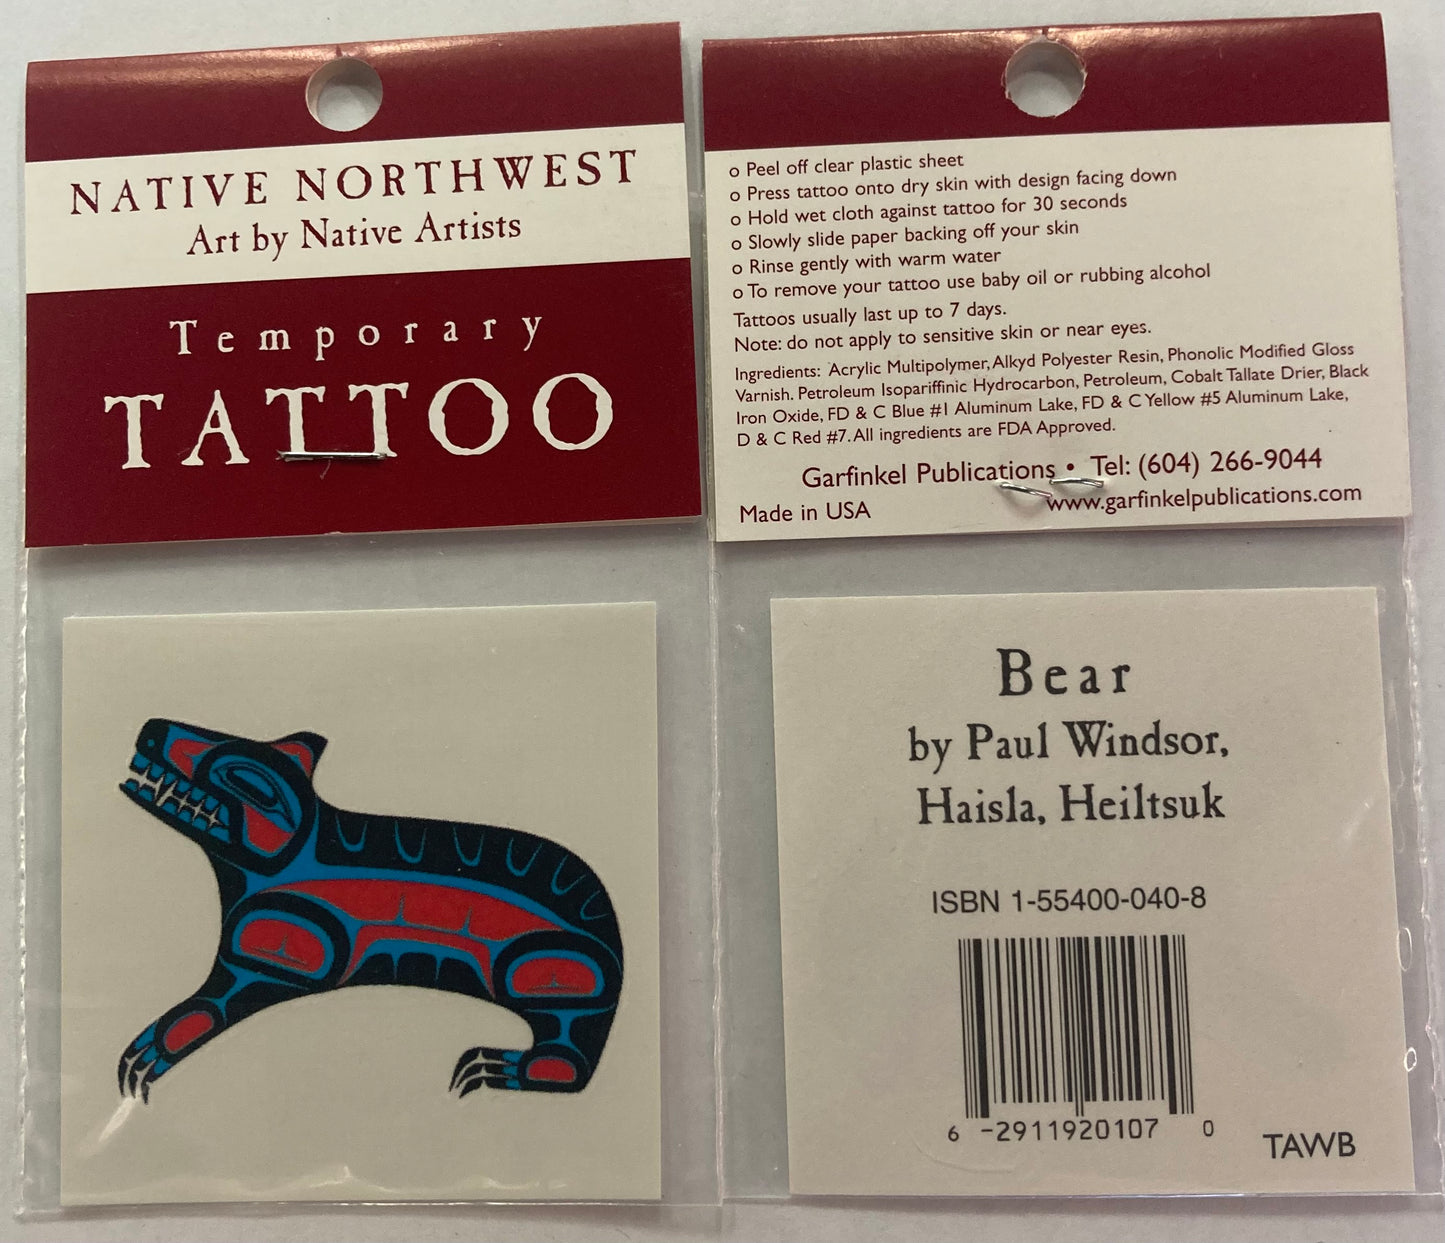 NATIVE NORTHWEST
Art by Native Artists
Temporary
TATTOO
o Peel off clear plastic sheet
o Press tattoo onto dry skin with design facing down
o Hold wet cloth against tattoo for 30 seconds
o Slowly slide paper backing off your skin
o Rinse gently with warm water
o To remove your tattoo use baby oil or rubbing alcohol
Tattoos usually last up to 7 days.
Note: do not apply to sensitive skin or near eyes.
Ingredients: Acrylic Multipolymer, Alkyd Polyester Resin, Phonolic Modified Gloss
Varnish. Petroleum Isopariffinic Hydrocarbon, Petroleum, Cobalt Tallate Drier, Black
Iron Oxide, FD & C Blue #1 Aluminum Lake, FD & C Yellow #5 Aluminum Lake,
D & C Red #7. All ingredients are FDA Approved.
Garfinkel Publications • Tel: (604) 266-9044
Made in USA www.garfinkelpublications.com
Bear
by Paul Windsor,
Haisla, Heiltsuk
ISBN 1-55400-040-8
6 -2911920107 0
TAWB